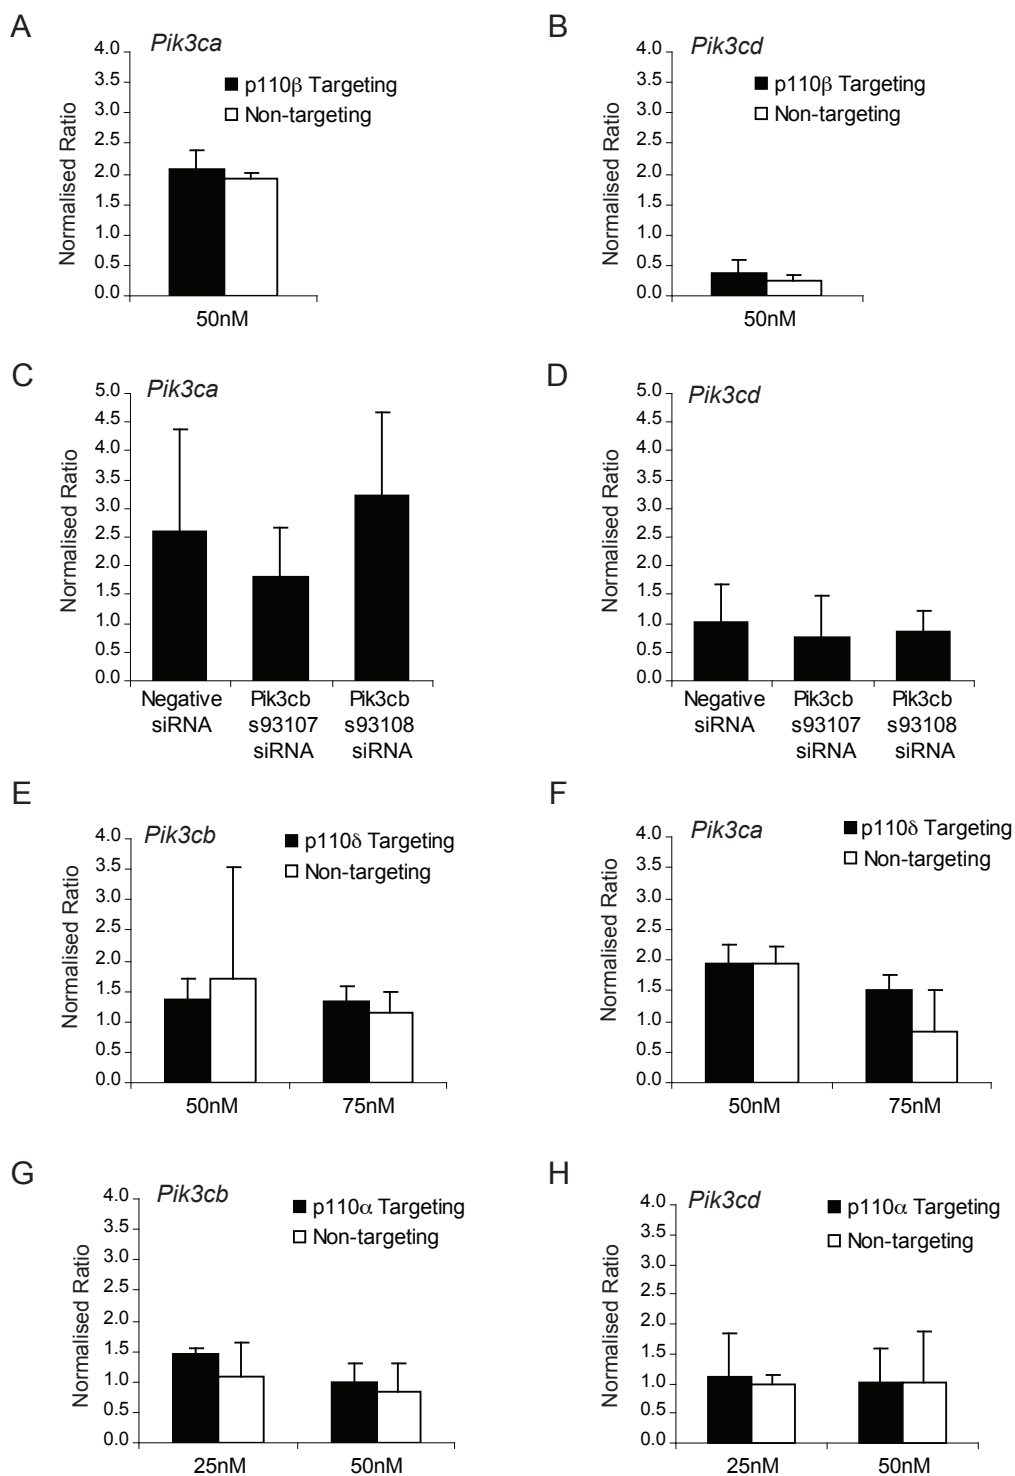 A
Pik3ca
Normalised Ratio
4.0
3.5
3.0
2.5
2.0
1.5
1.0
0.5
0.0
p110β Targeting
Non-targeting
50nM
B
Pik3cd
Normalised Ratio
4.0
3.5
3.0
2.5
2.0
1.5
1.0
0.5
0.0
p110β Targeting
Non-targeting
50nM
C
Pik3ca
Normalised Ratio
5.0
4.5
4.0
3.5
3.0
2.5
2.0
1.5
1.0
0.5
0.0
Negative
siRNA
Pik3cb
s93107
siRNA
Pik3cb
s93108
siRNA
D
Pik3cd
Normalised Ratio
5.0
4.5
4.0
3.5
3.0
2.5
2.0
1.5
1.0
0.5
0.0
Negative
siRNA
Pik3cb
s93107
siRNA
Pik3cb
s93108
siRNA
E
Pik3cb
Normalised Ratio
4.0
3.5
3.0
2.5
2.0
1.5
1.0
0.5
0.0
p110δ Targeting
Non-targeting
50nM
75nM
F
Pik3ca
Normalised Ratio
4.0
3.5
3.0
2.5
2.0
1.5
1.0
0.5
0.0
p110δ Targeting
Non-targeting
50nM
75nM
G
Pik3cb
Normalised Ratio
4.0
3.5
3.0
2.5
2.0
1.5
1.0
0.5
0.0
p110α Targeting
Non-targeting
25nM
50nM
H
Pik3cd
Normalised Ratio
4.0
3.5
3.0
2.5
2.0
1.5
1.0
0.5
0.0
p110α Targeting
Non-targeting
25nM
50nM